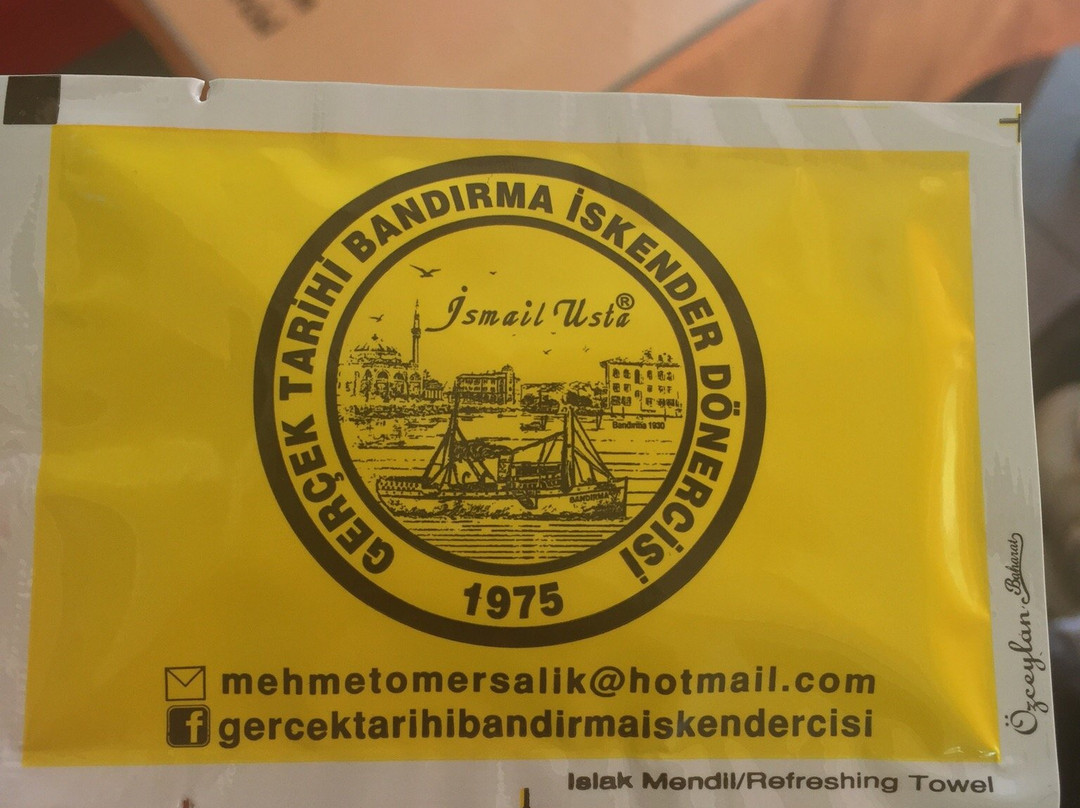 GERÇEK TARİHİ BANDIRMA İSKENDER DÖNERCİSİ
İsmail Usta®
Bandırma 1930
BANDIRMA
1975
mehmetomersalik@hotmail.com
f gercektarihibandirmaiskendercisi
Özceylan Baharat
Islak Mendil/Refreshing Towel